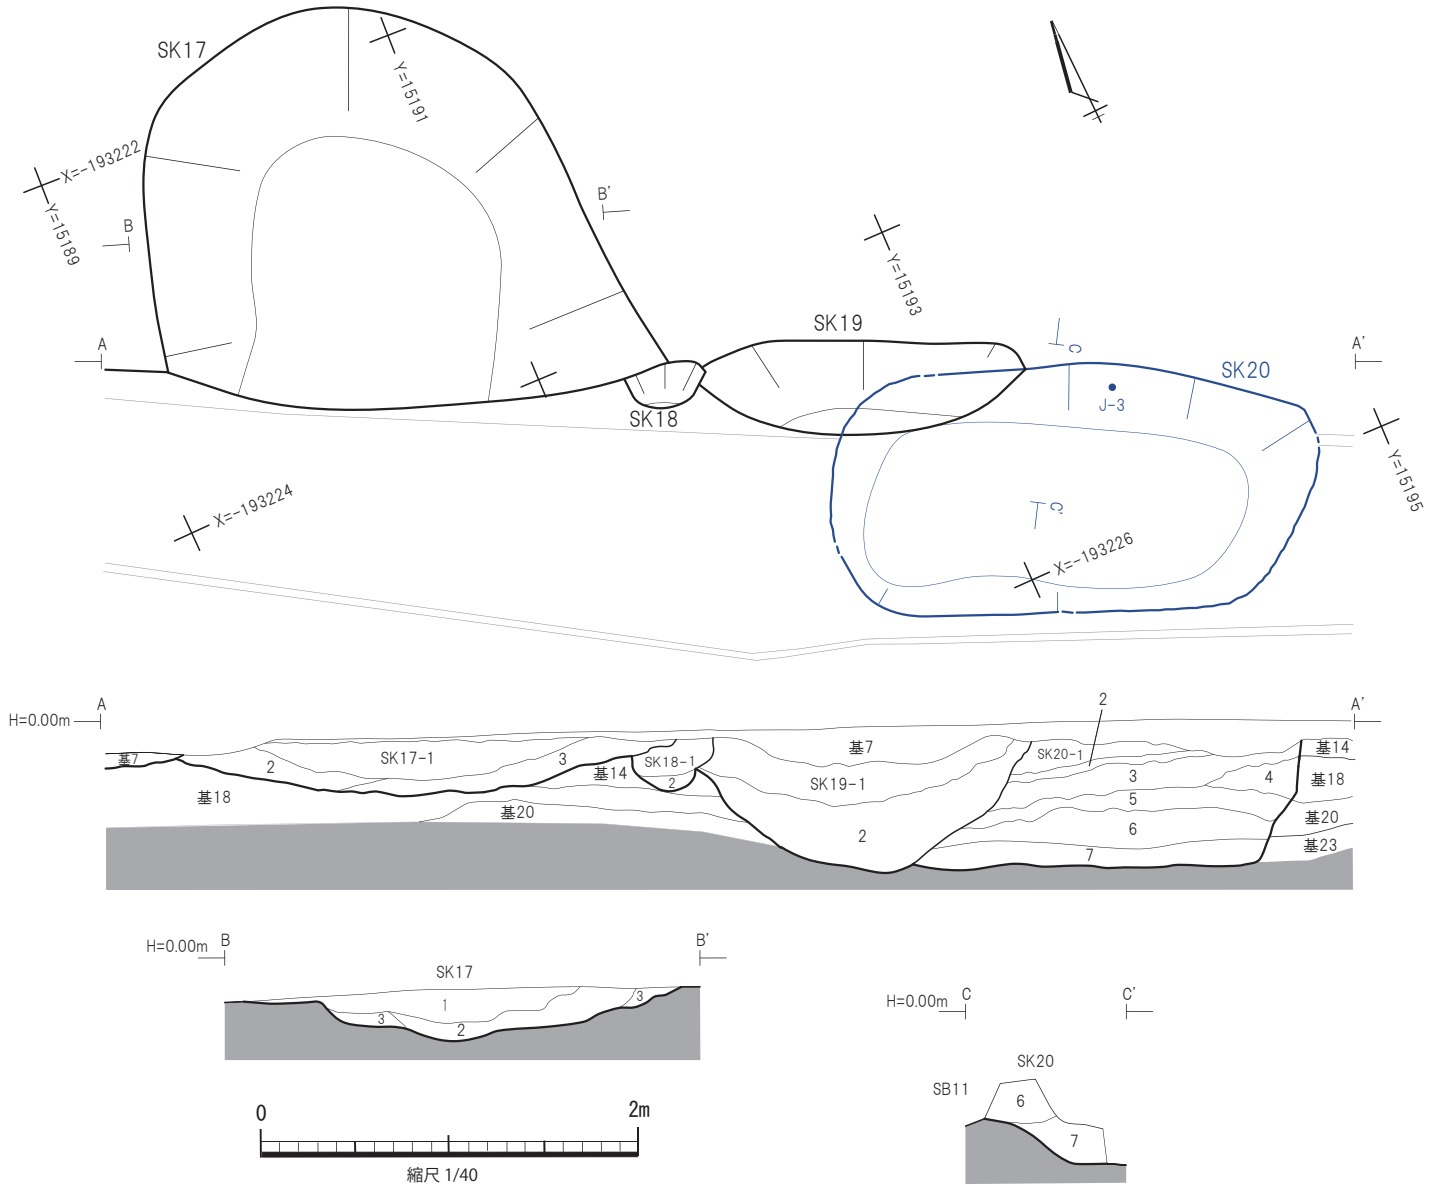 SK17
Y=15191
X=-193222
Y=15189
B
B'
Y=15193
SK19
C
A
A'
SK20
J-3
SK18
Y=15195
X=-193224
C'
X=-193226
A
A'
H=0.00m
2
基7
2
SK17-1
3
基14
SK18-1
2
基7
SK19-1
2
SK20-1
3
4
5
6
7
基14
基18
基20
基23
基18
基20
H=0.00m
B
B'
SK17
1
3
3
2
H=0.00m
C
C'
SK20
SB11
6
7
0
2m
縮尺 1/40